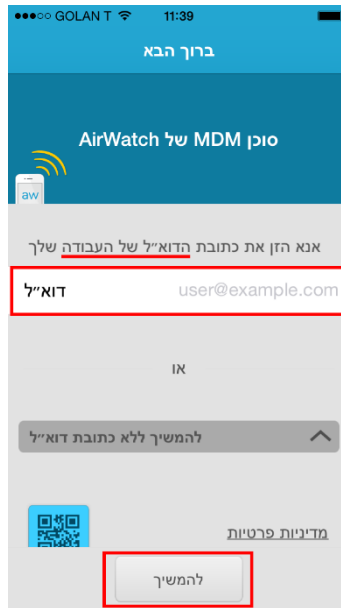 GOLAN T 11:39
ברוך הבא
סוכן MDM של AirWatch
aw
אנא הזן את כתובת הדוא״ל של העבודה שלך
דוא״ל user@example.com
או
להמשיך ללא כתובת דוא״ל
מדיניות פרטיות
להמשיך